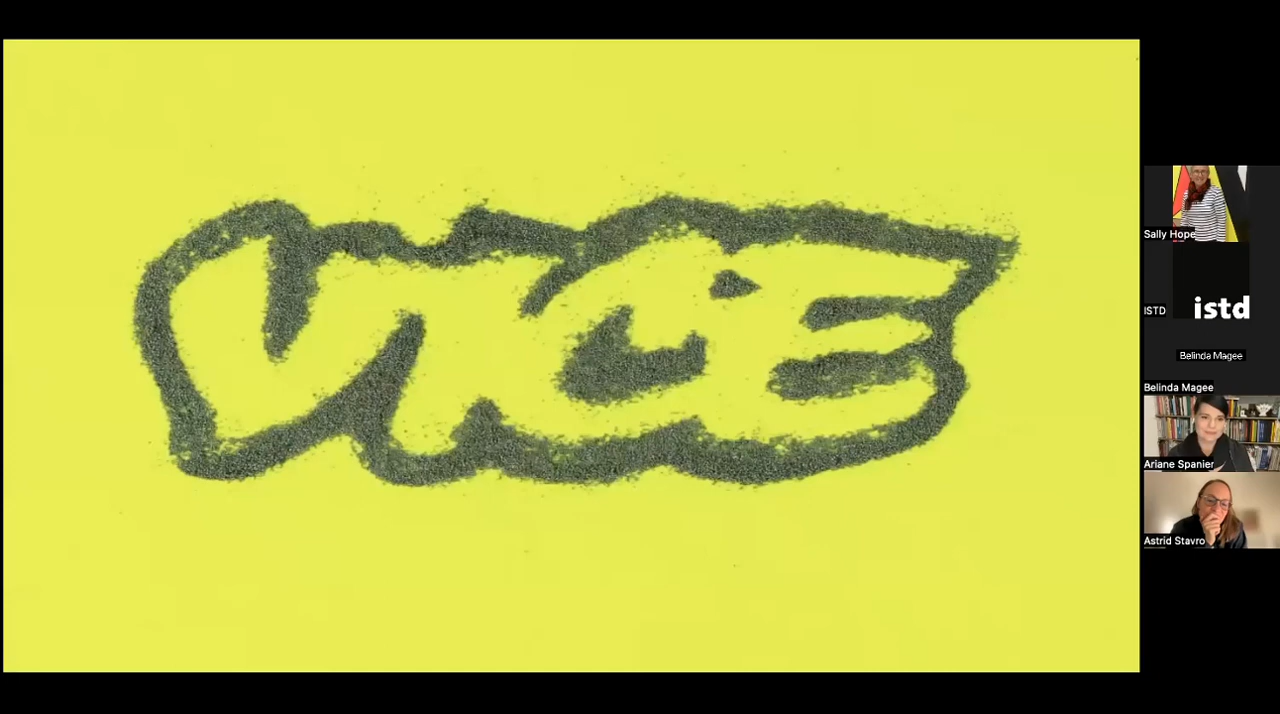 VICE
Sally Hope
istd
ISTD
Belinda Magee
Belinda Magee
Ariane Spanier
Astrid Stavro